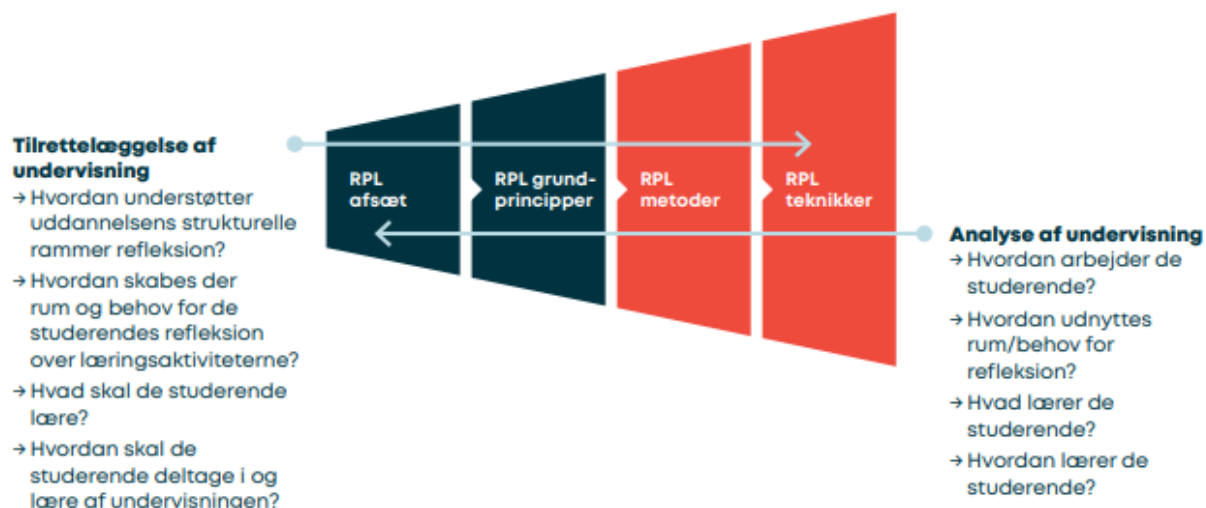 Tilrettelæggelse af
undervisning
→ Hvordan understøtter
uddannelsens strukturelle
rammer refleksion?
→ Hvordan skabes der
rum og behov for de
studerendes refleksion
over læringsaktiviteterne?
→ Hvad skal de studerende
lære?
→ Hvordan skal de
studerende deltage i og
lære af undervisningen?
RPL
afsæt
RPL grund-
principper
RPL
metoder
RPL
teknikker
Analyse af undervisning
→ Hvordan arbejder de
studerende?
→ Hvordan udnyttes
rum/behov for
refleksion?
→ Hvad lærer de
studerende?
→ Hvordan lærer de
studerende?